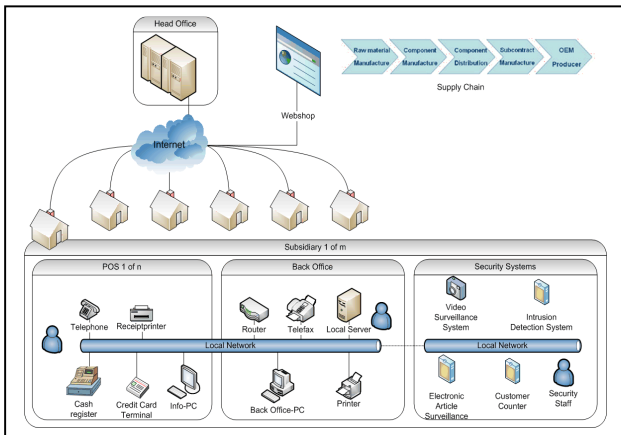 Head Office
Raw material
Manufacture
Component
Manufacture
Component
Distribution
Subcontract
Manufacture
OEM
Producer
Supply Chain
Webshop
Internet
Subsidiary 1 of m
POS 1 of n
Back Office
Security Systems
Telephone
Receiptprinter
Router
Telefax
Local Server
Video
Surveillance
System
Intrusion
Detection System
Local Network
Local Network
Cash
register
Credit Card
Terminal
Info-PC
Back Office-PC
Printer
Electronic
Article
Surveillance
Customer
Counter
Security
Staff